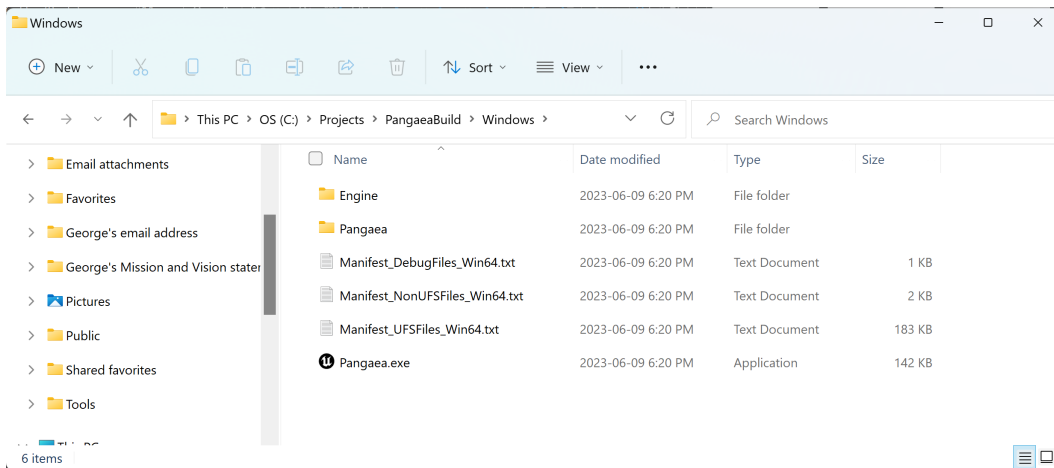 Windows
New Sort View
This PC OS (C:) Projects PangaeaBuild Windows Search Windows
Email attachments
Favorites
George's email address
George's Mission and Vision stater
Pictures
Public
Shared favorites
Tools
This PC
Name Date modified Type Size
Engine 2023-06-09 6:20 PM File folder
Pangaea 2023-06-09 6:20 PM File folder
Manifest_DebugFiles_Win64.txt 2023-06-09 6:20 PM Text Document 1 KB
Manifest_NonUFSFiles_Win64.txt 2023-06-09 6:20 PM Text Document 2 KB
Manifest_UFSFiles_Win64.txt 2023-06-09 6:20 PM Text Document 183 KB
Pangaea.exe 2023-06-09 6:20 PM Application 142 KB
6 items